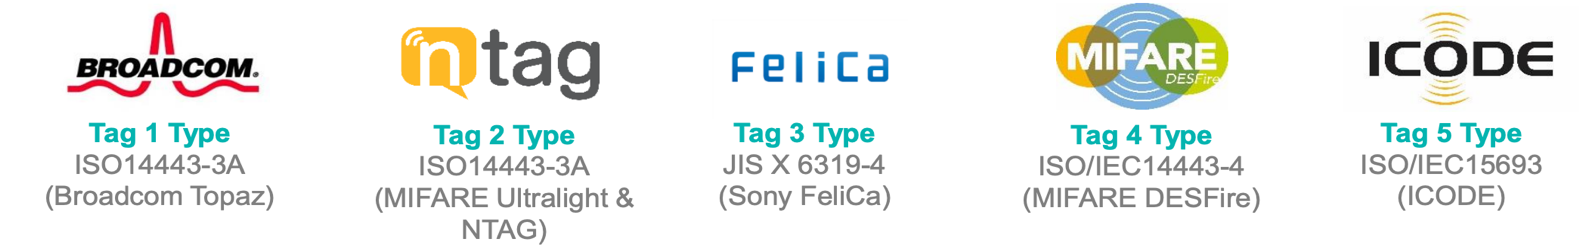 BROADCOM.
Tag 1 Type
ISO14443-3A
(Broadcom Topaz)
ntag
Tag 2 Type
ISO14443-3A
(MIFARE Ultralight &
NTAG)
FeliCa
Tag 3 Type
JIS X 6319-4
(Sony FeliCa)
MIFARE
DESFire
Tag 4 Type
ISO/IEC14443-4
(MIFARE DESFire)
ICODE
Tag 5 Type
ISO/IEC15693
(ICODE)